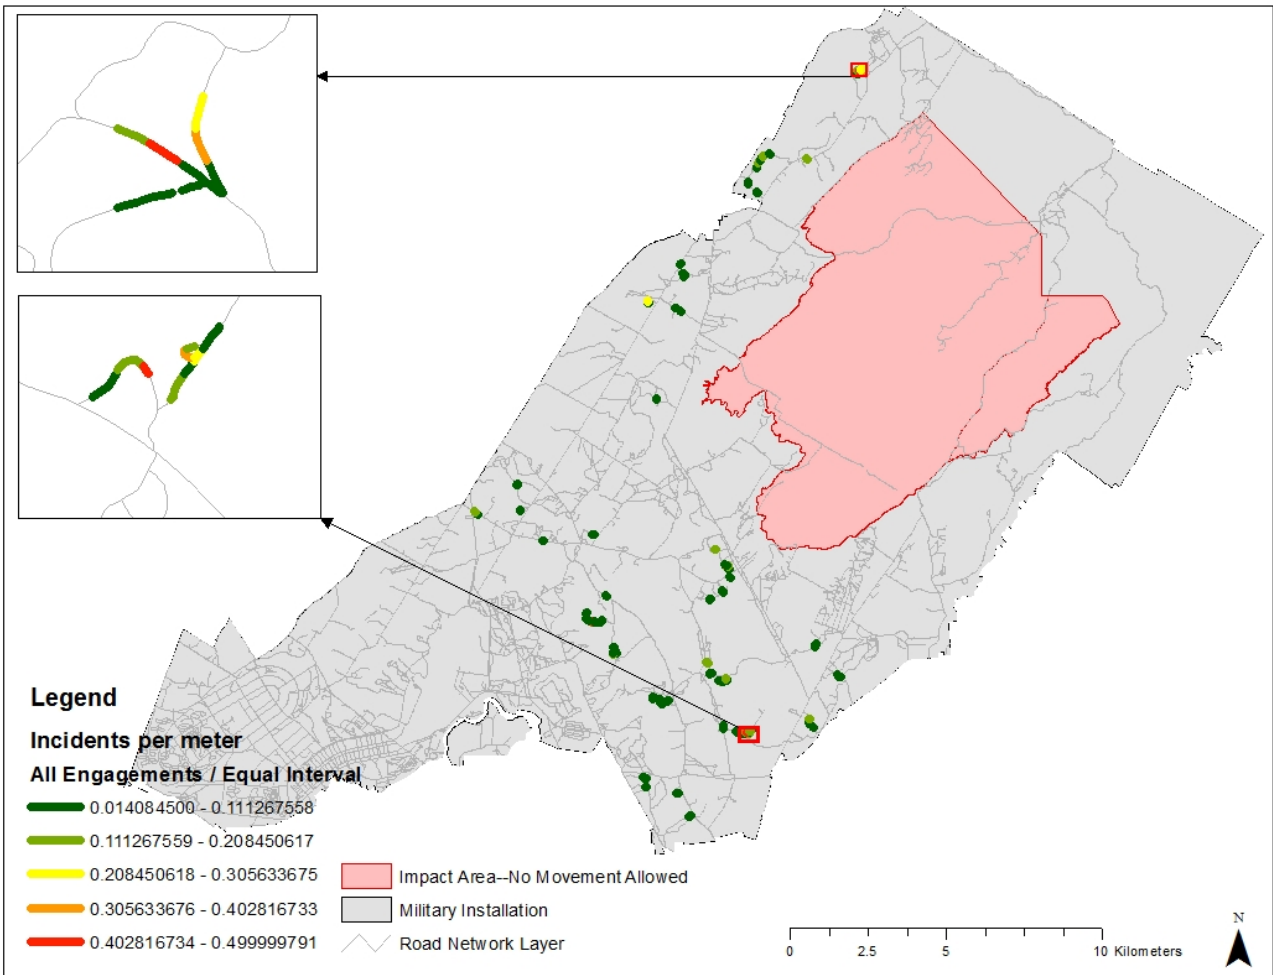 Legend
Incidents per meter
All Engagements / Equal Interval
0.014084500 - 0.111267558
0.111267559 - 0.208450617
0.208450618 - 0.305633675
0.305633676 - 0.402816733
0.402816734 - 0.499999791
Impact Area--No Movement Allowed
Military Installation
Road Network Layer
0 2.5 5 10 Kilometers
N